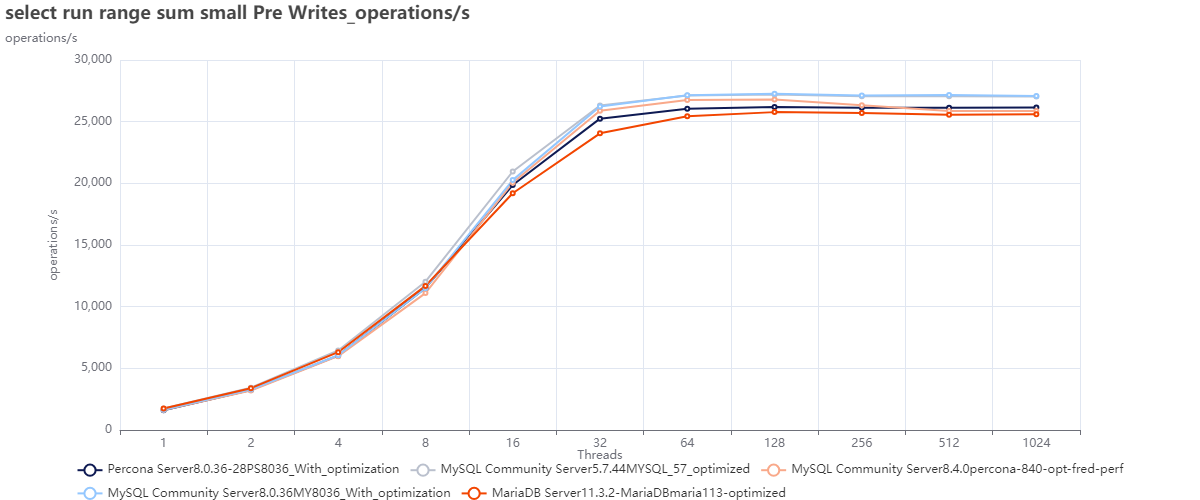 select run range sum small Pre Writes_operations/s
operations/s
30,000
25,000
20,000
15,000
10,000
5,000
0
operations/s
1 2 4 8 16 32 64 128 256 512 1024
Threads
Percona Server8.0.36-28PS8036_With_optimization MySQL Community Server5.7.44MYSQL_57_optimized MySQL Community Server8.4.0percona-840-opt-fred-perf
MySQL Community Server8.0.36MY8036_With_optimization MariaDB Server11.3.2-MariaDBmaria113-optimized